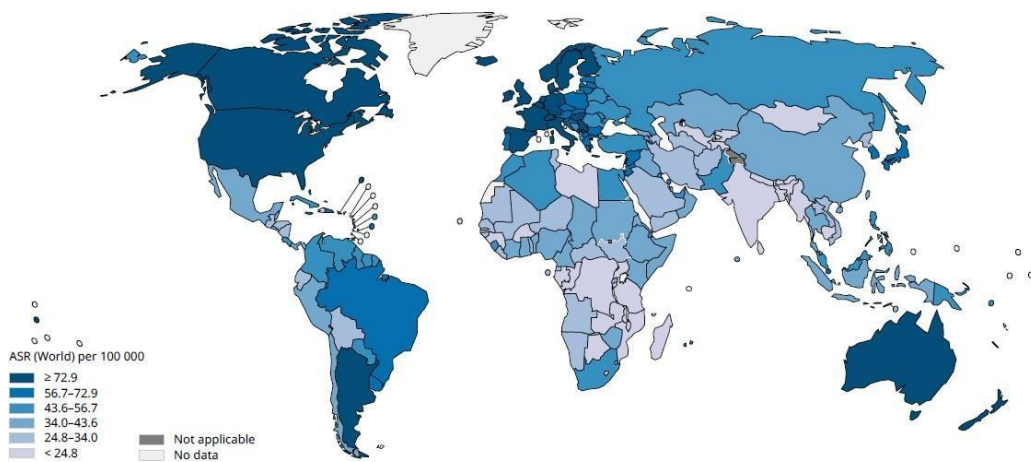 ASR (World) per 100 000
≥ 72.9
56.7–72.9
43.6–56.7
34.0–43.6
24.8–34.0
< 24.8
Not applicable
No data